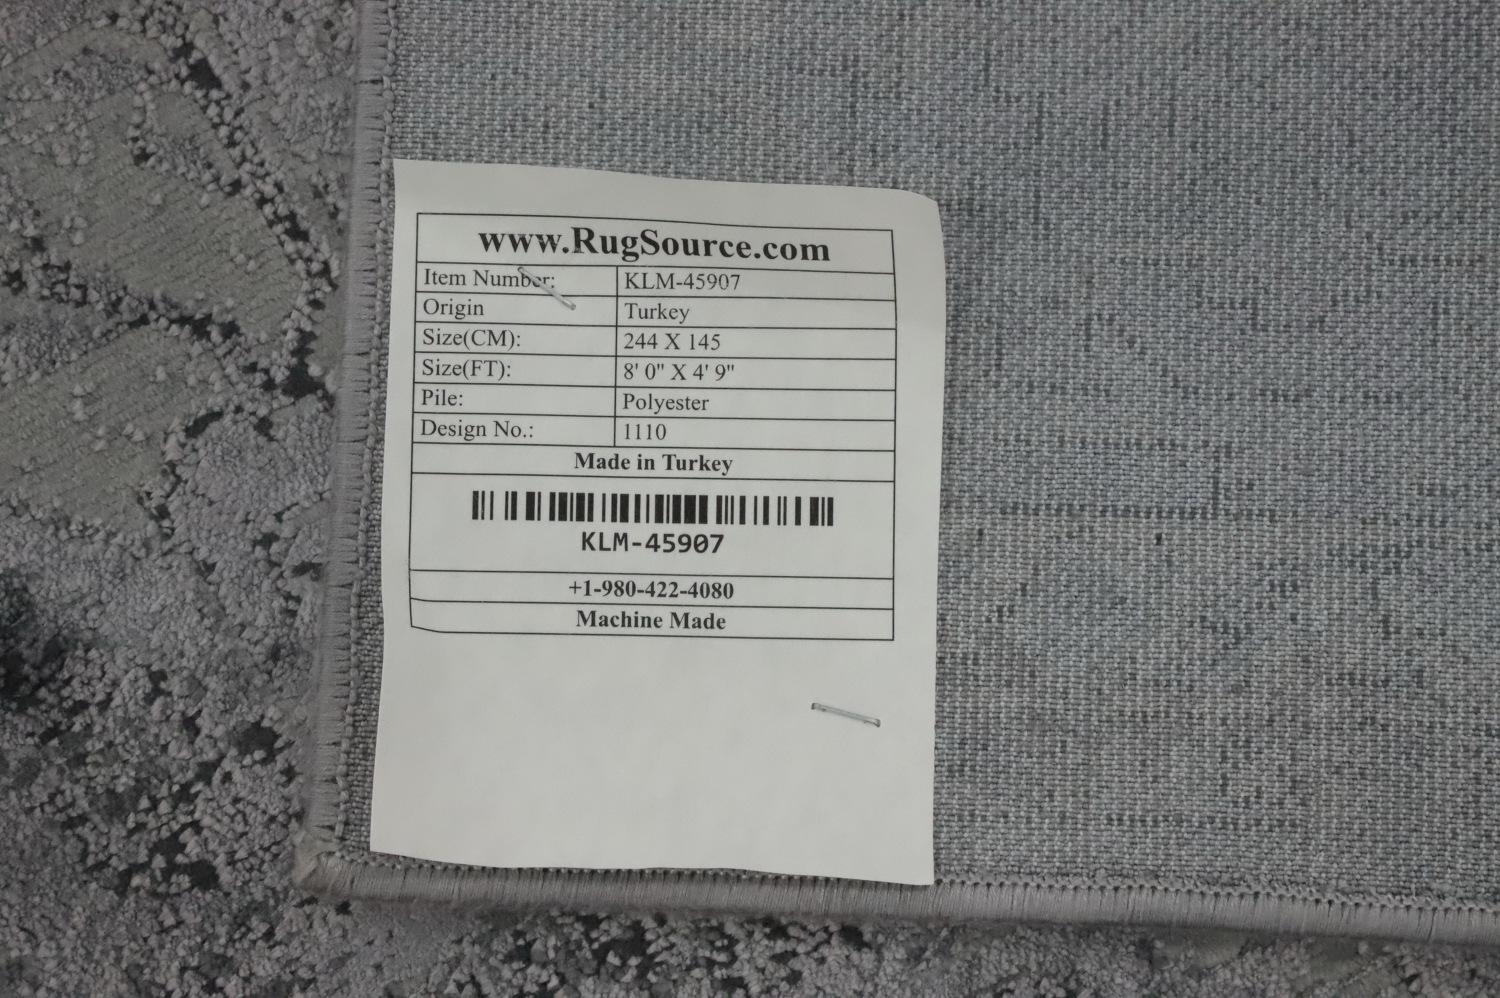 www.RugSource.com
Item Number: KLM-45907
Origin Turkey
Size(CM): 244 X 145
Size(FT): 8' 0" X 4' 9"
Pile: Polyester
Design No.: 1110
Made in Turkey
KLM-45907
+1-980-422-4080
Machine Made